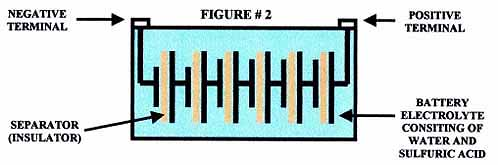 NEGATIVE
TERMINAL
FIGURE # 2
POSITIVE
TERMINAL
SEPARATOR
(INSULATOR)
BATTERY
ELECTROLYTE
CONSITING OF
WATER AND
SULFURIC ACID